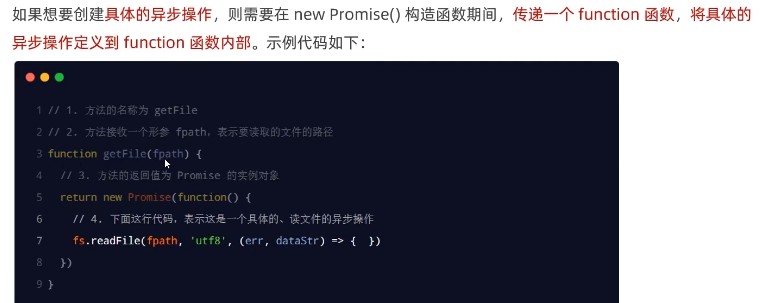 如果想要创建具体的异步操作，则需要在 new Promise() 构造函数期间，传递一个 function 函数，将具体的
异步操作定义到 function 函数内部。示例代码如下：
1 // 1. 方法的名称为 getFile
2 // 2. 方法接收一个形参 fpath，表示要读取的文件的路径
3 function getFile(fpath) {
4 // 3. 方法的返回值为 Promise 的实例对象
5 return new Promise(function() {
6 // 4. 下面这行代码，表示这是一个具体的、读文件的异步操作
7 fs.readFile(fpath, 'utf8', (err, dataStr) => {  })
8 })
9 }